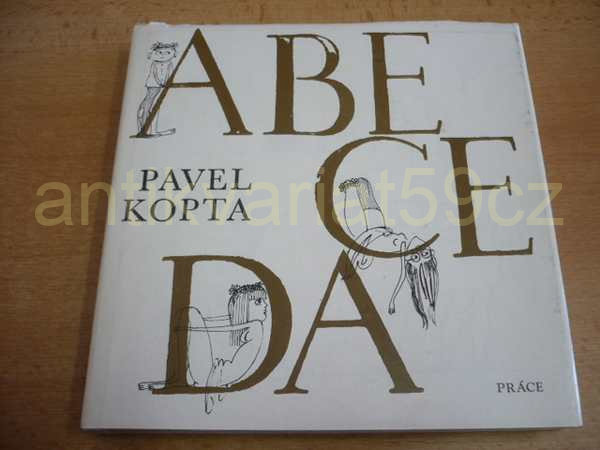 ABE
CE
DA
PAVEL
KOPTA
PRÁCE
antikvariat59cz